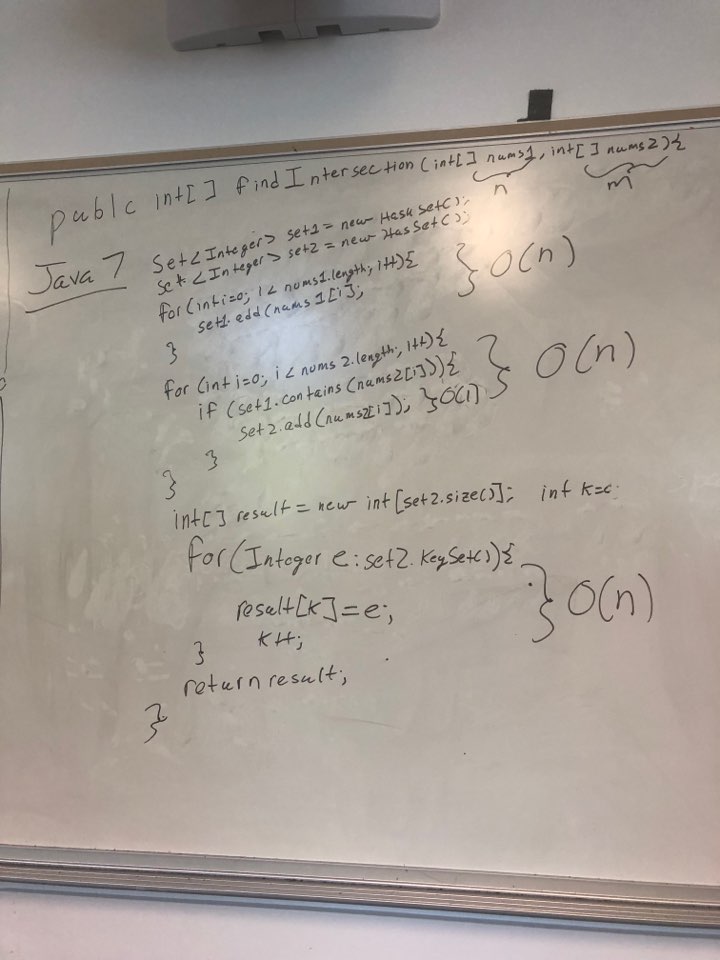 publc int[] findIntersection(int[] nums1, int[] nums2){
n m
Java 7
Set<Integer> set1 = new HashSet();
Set<Integer> set2 = new HasSet();
for(int i=0; i<nums1.length; i++){
set1.add(nums1[i];
} O(n)
}
for(int i=0; i<nums2.length; i++){
if(set1.contains(nums2[i])){
set2.add(nums2[i]); }O(1)
} O(n)
}
}
int[] result = new int[set2.size()]; int k=0;
for(Integer e:set2.keySet()){
result[k]=e;
k++;
} O(n)
}
return result;
}